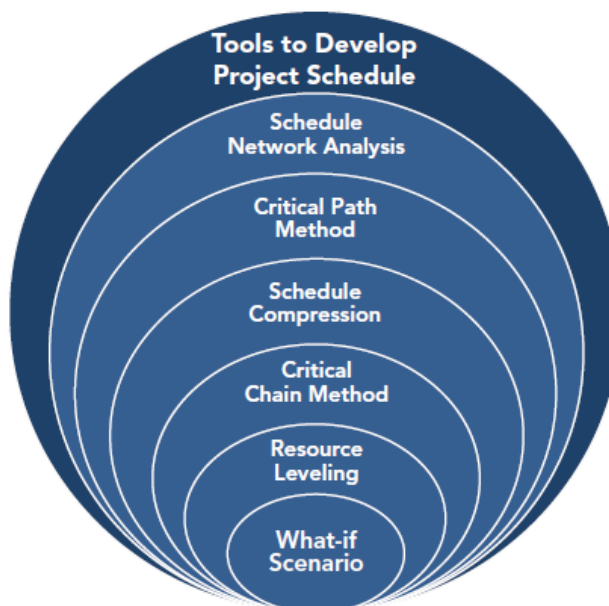 Tools to Develop
Project Schedule
Schedule
Network Analysis
Critical Path
Method
Schedule
Compression
Critical
Chain Method
Resource
Leveling
What-if
Scenario